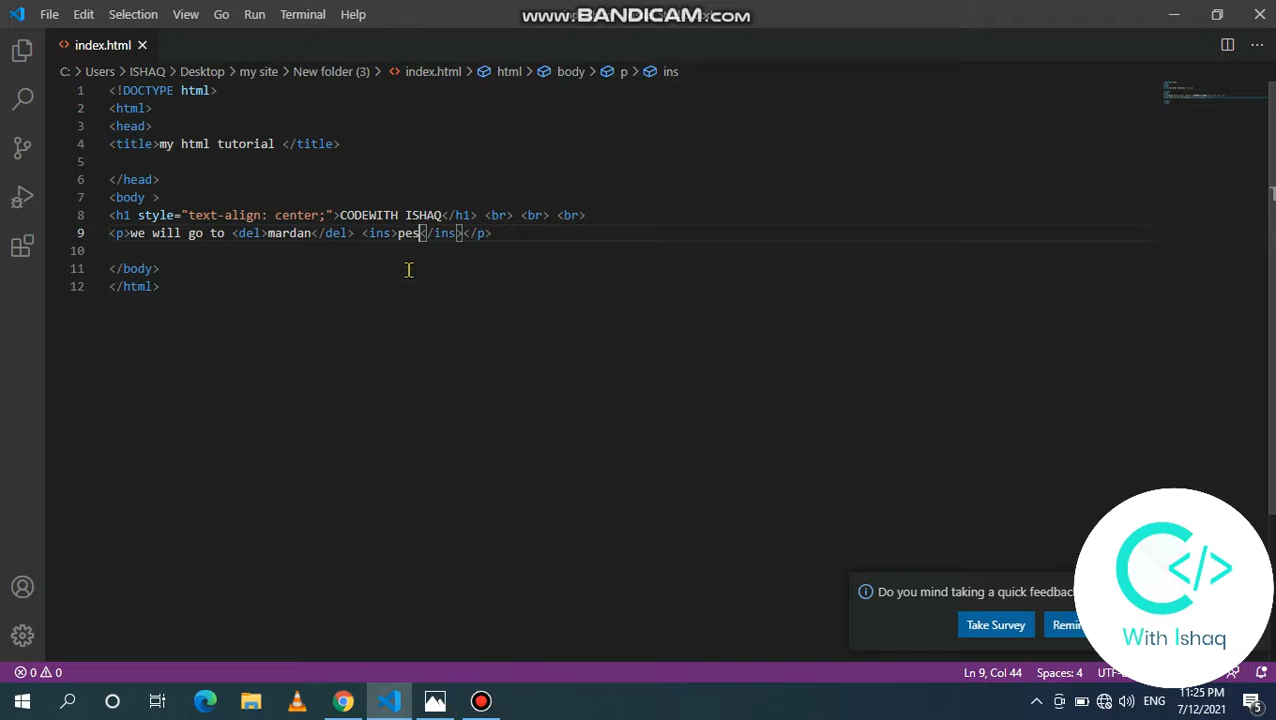 File Edit Selection View Go Run Terminal Help
www.BANDICAM.com
index.html
C: > Users > ISHAQ > Desktop > my site > New folder (3) > index.html > html > body > p > ins
1 <!DOCTYPE html>
2 <html>
3 <head>
4 <title>my html tutorial </title>
5
6 </head>
7 <body >
8 <h1 style="text-align: center;">CODEWITH ISHAQ</h1> <br> <br> <br>
9 <p>we will go to <del>mardan</del> <ins>pes</ins></p>
10
11 </body>
12 </html>
Do you mind taking a quick feedback
Take Survey
With Ishaq
0 0
Ln 9, Col 44 Spaces: 4
ENG
11:25 PM
7/12/2021
5